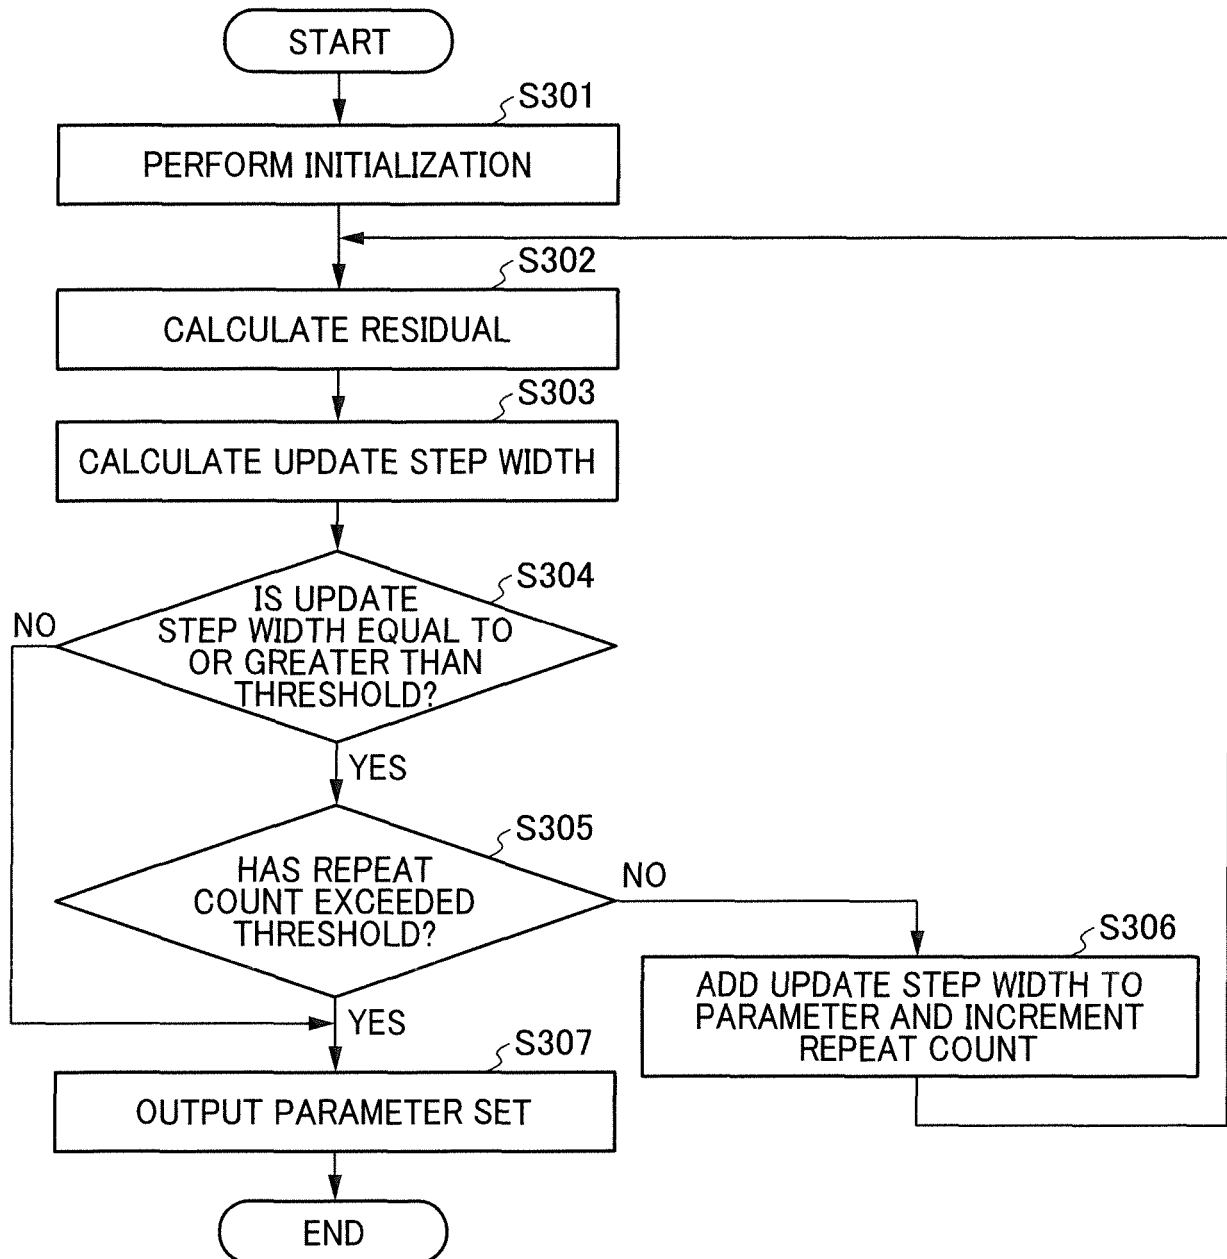 START
S301
PERFORM INITIALIZATION
S302
CALCULATE RESIDUAL
S303
CALCULATE UPDATE STEP WIDTH
S304
IS UPDATE
STEP WIDTH EQUAL TO
OR GREATER THAN
THRESHOLD?
NO
YES
S305
HAS REPEAT
COUNT EXCEEDED
THRESHOLD?
NO
S306
ADD UPDATE STEP WIDTH TO
PARAMETER AND INCREMENT
REPEAT COUNT
YES
S307
OUTPUT PARAMETER SET
END